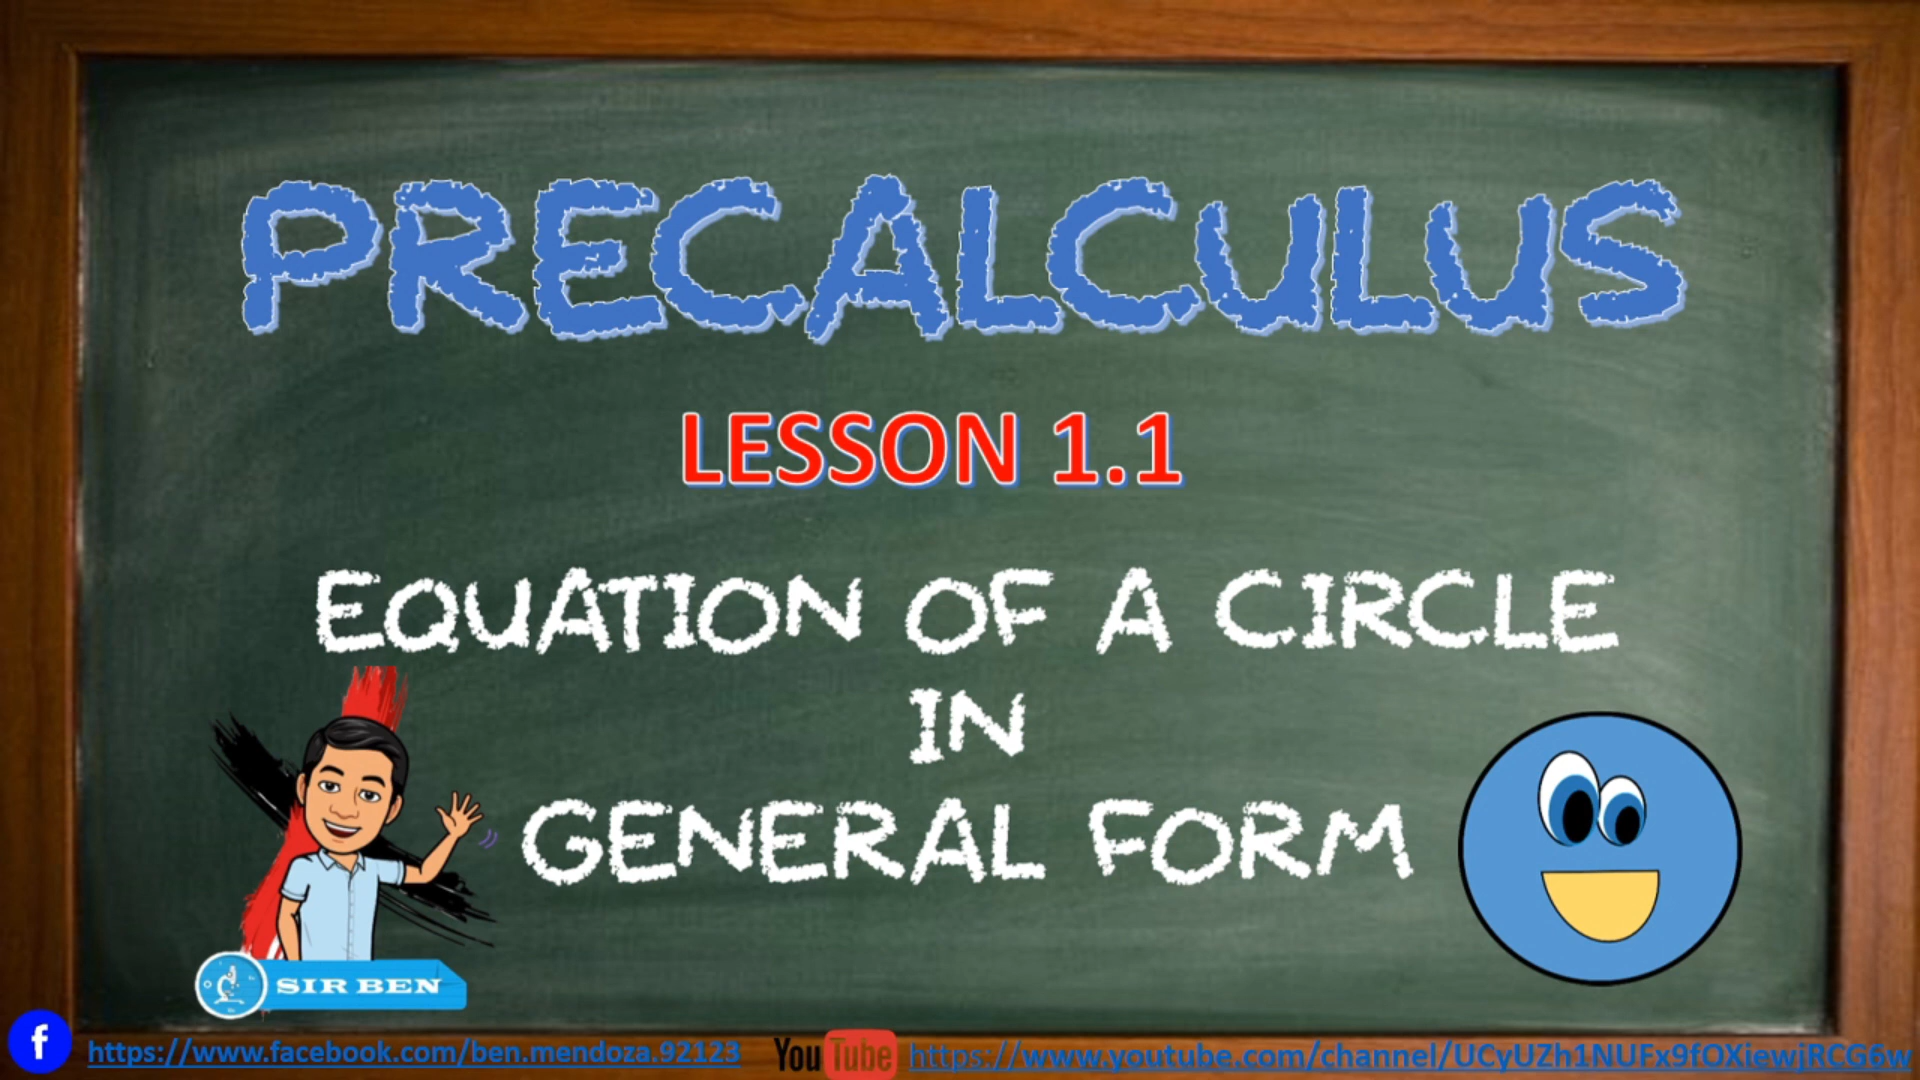 PRECALCULUS
LESSON 1.1
EQUATION OF A CIRCLE
IN
GENERAL FORM
SIR BEN
f https://www.facebook.com/ben.mendoza.92123 YouTube https://www.youtube.com/channel/UCyUZh1NUFx9fOXiewjRCG6w